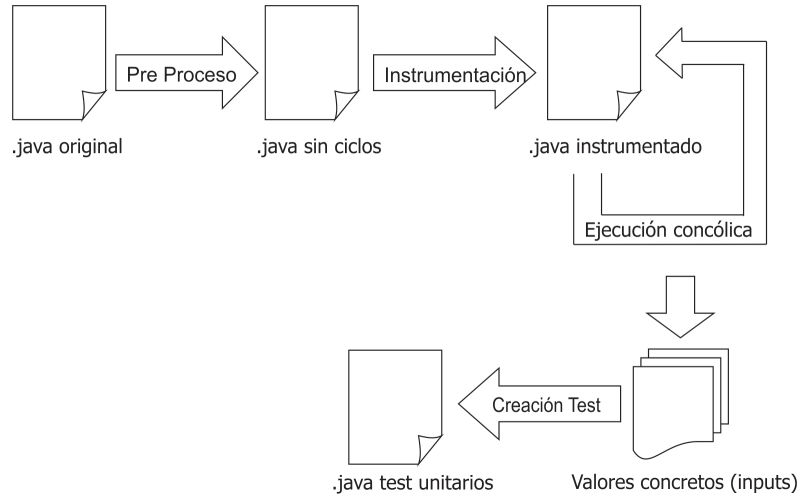 Pre Proceso
Instrumentación
.java original
.java sin ciclos
.java instrumentado
Ejecución concólica
Creación Test
.java test unitarios
Valores concretos (inputs)